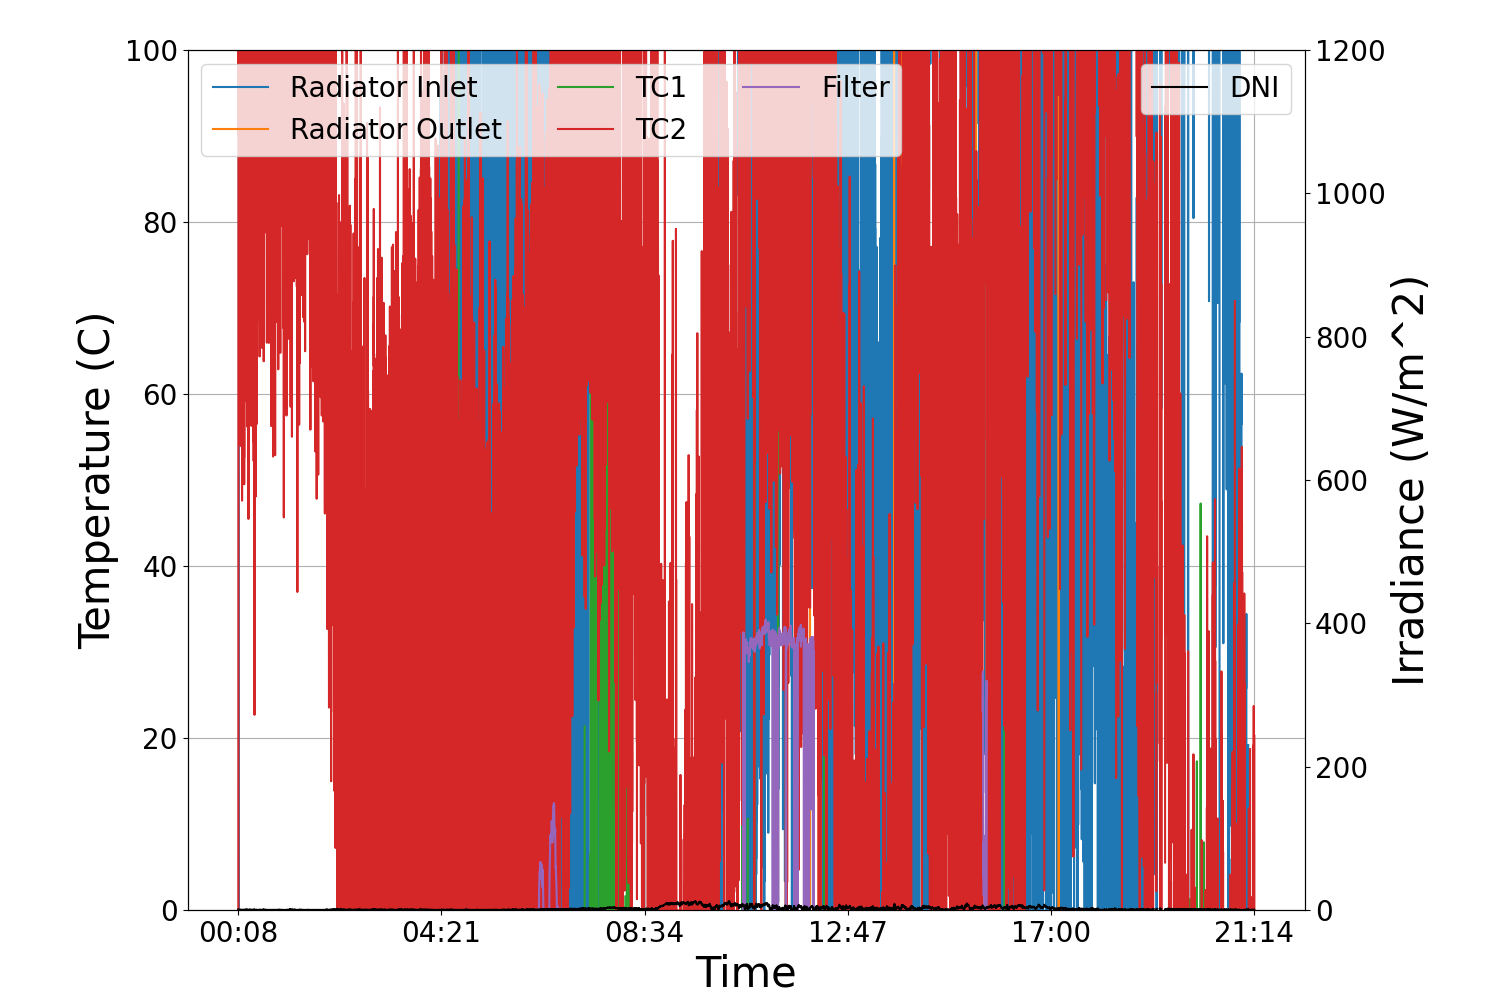 100
80
60
40
20
0
Temperature (C)
Radiator Inlet
Radiator Outlet
TC1
TC2
Filter
DNI
1200
1000
800
600
400
200
0
Irradiance (W/m^2)
00:08 04:21 08:34 12:47 17:00 21:14
Time